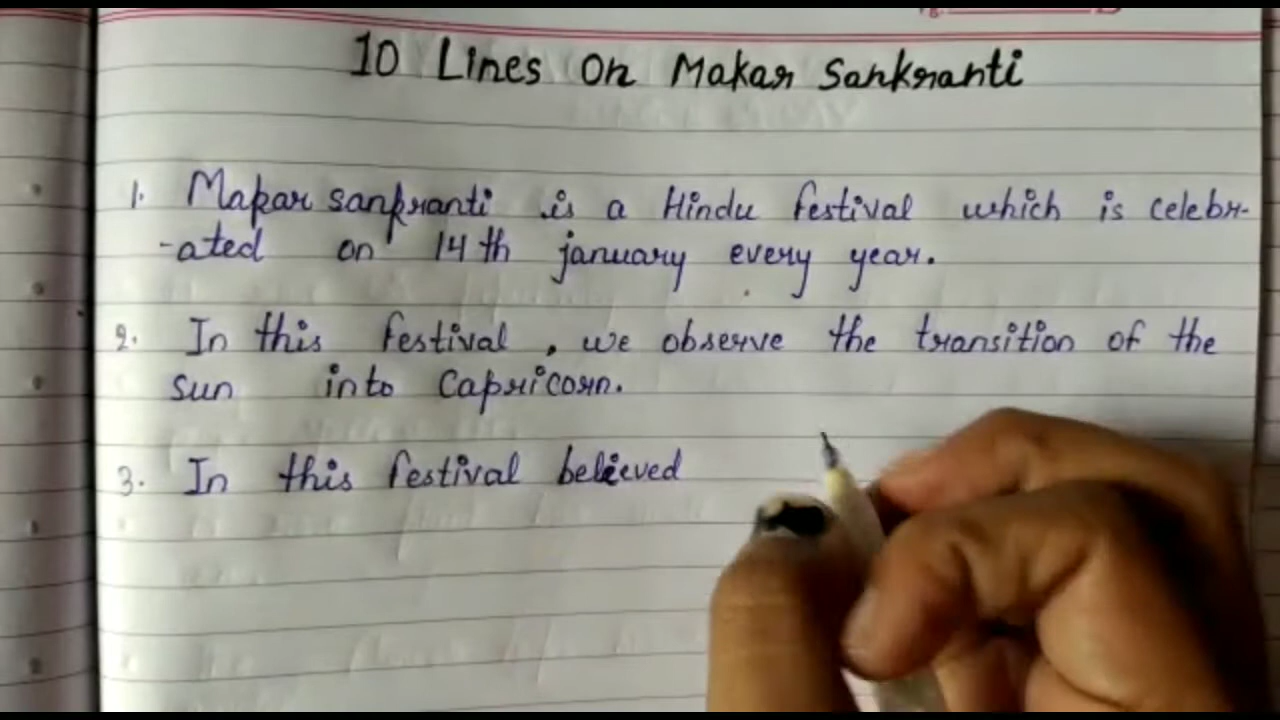 10 Lines On Makar Sankranti
1. Makar sankranti is a Hindu festival which is celebr-
-ated on 14th january every year.
2. In this festival, we observe the transition of the
sun into Capricorn.
3. In this festival believed